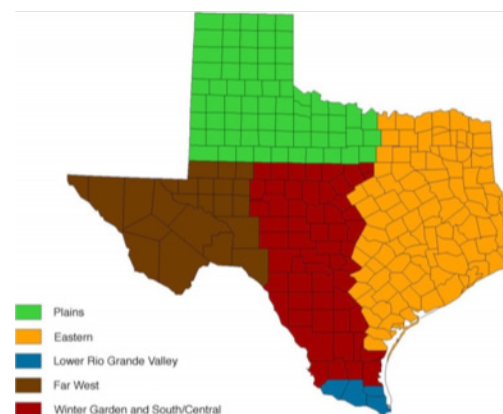 Plains
Eastern
Lower Rio Grande Valley
Far West
Winter Garden and South/Central